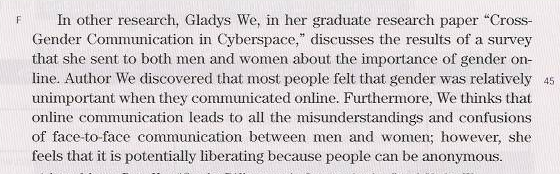 F In other research, Gladys We, in her graduate research paper “Cross-
Gender Communication in Cyberspace,” discusses the results of a survey
that she sent to both men and women about the importance of gender on-
line. Author We discovered that most people felt that gender was relatively 45
unimportant when they communicated online. Furthermore, We thinks that
online communication leads to all the misunderstandings and confusions
of face-to-face communication between men and women; however, she
feels that it is potentially liberating because people can be anonymous.